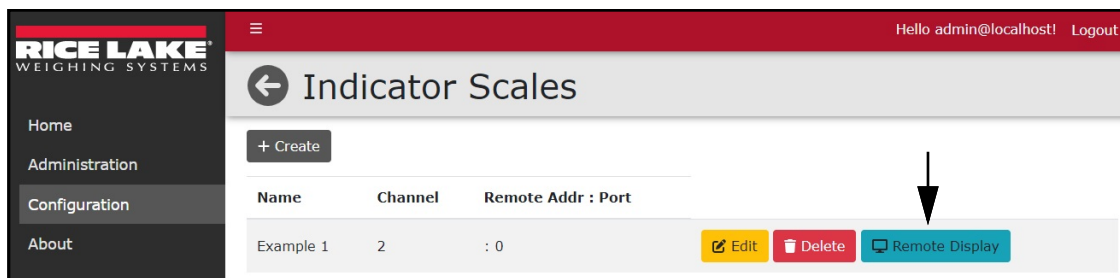 RICE LAKE®
WEIGHING SYSTEMS
Home
Administration
Configuration
About
Hello admin@localhost! Logout
Indicator Scales
+ Create
Name Channel Remote Addr : Port
Example 1 2 : 0 Edit Delete Remote Display